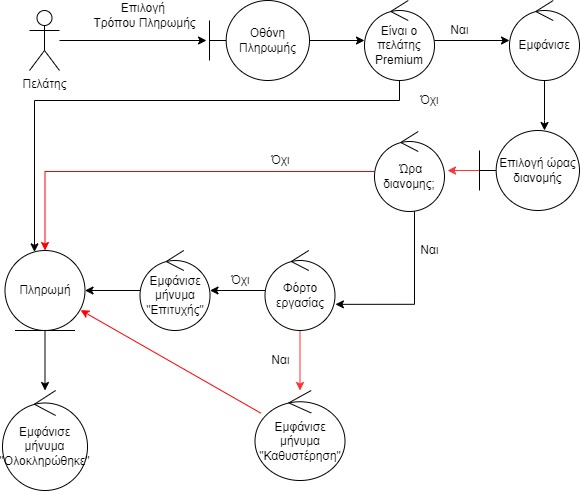 Επιλογή
Τρόπου Πληρωμής
Πελάτης
Οθόνη
Πληρωμής
Είναι ο
πελάτης
Premium
Ναι
Εμφάνισε
Όχι
Επιλογή ώρας
διανομής
Ώρα
διανομης;
Όχι
Ναι
Πληρωμή
Εμφάνισε
μήνυμα
"Επιτυχής"
Όχι
Φόρτο
εργασίας
Ναι
Εμφάνισε
μήνυμα
"Ολοκληρώθηκε"
Εμφάνισε
μήνυμα
"Καθυστέρηση"